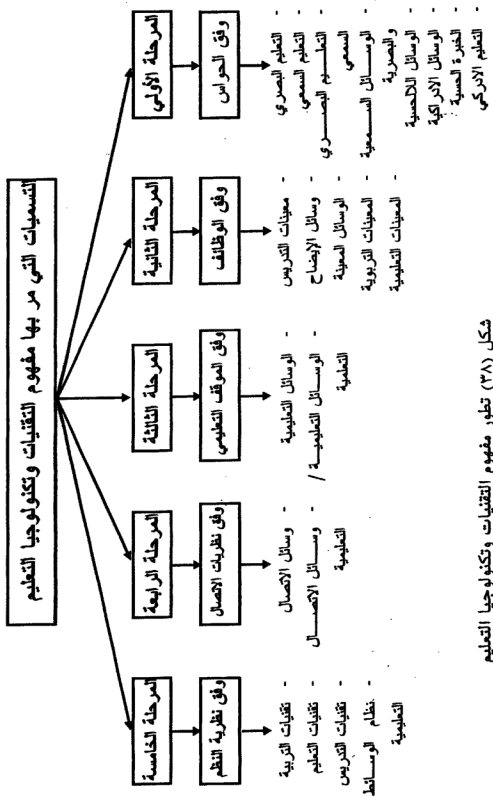 التسميات التي مر بها مفهوم التقنيات وتكنولوجيا التعليم
المرحلة الأولي
وفق الحواس
- التعليم البصري
- التعليم السمعي
- التعليم البصري
السمعي
- الوسائل السمعية
والبصرية
- الوسائل اللاحسية
- الوسائل الادراكية
- الخبرة الحسية
- التعليم الادركي
المرحلة الثانية
وفق الوظائف
- معينات التدريس
- وسائل الإيضاح
- الوسائل المعينة
- المعينات التربوية
- المعينات التعليمية
المرحلة الثالثة
وفق الموقف التعليمي
- الوسائل التعليمية
- الوسائل التعليمية /
التعلمية
المرحلة الرابعة
وفق نظريات الاتصال
- وسائل الاتصال
- وسائل الاتصال
التعليمية
المرحلة الخامسة
وفق نظرية النظم
- تقنيات التربية
- تقنيات التعليم
- تقنيات التدريس
- نظام الوسائط
التعليمية
شكل (٣٨) تطور مفهوم التقنيات وتكنولوجيا التعليم